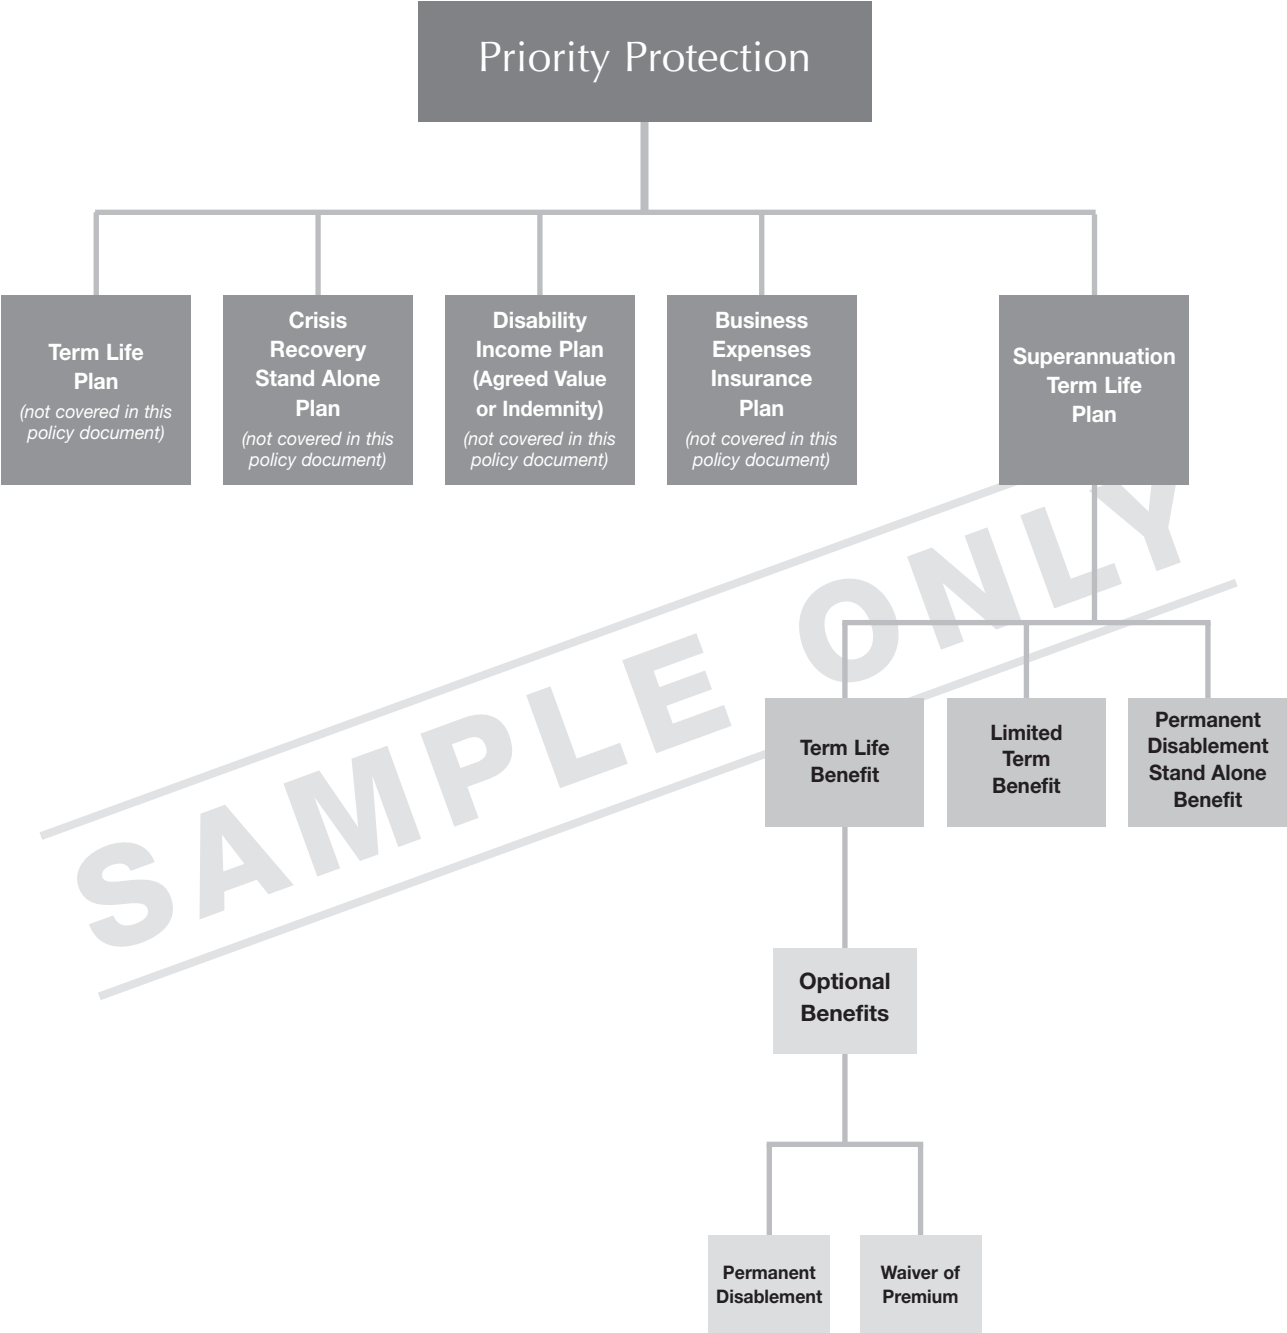 Priority Protection
Term Life
Plan
(not covered in this
policy document)
Crisis
Recovery
Stand Alone
Plan
(not covered in this
policy document)
Disability
Income Plan
(Agreed Value
or Indemnity)
(not covered in this
policy document)
Business
Expenses
Insurance
Plan
(not covered in this
policy document)
Superannuation
Term Life
Plan
SAMPLE ONLY
Term Life
Benefit
Limited
Term
Benefit
Permanent
Disablement
Stand Alone
Benefit
Optional
Benefits
Permanent
Disablement
Waiver of
Premium